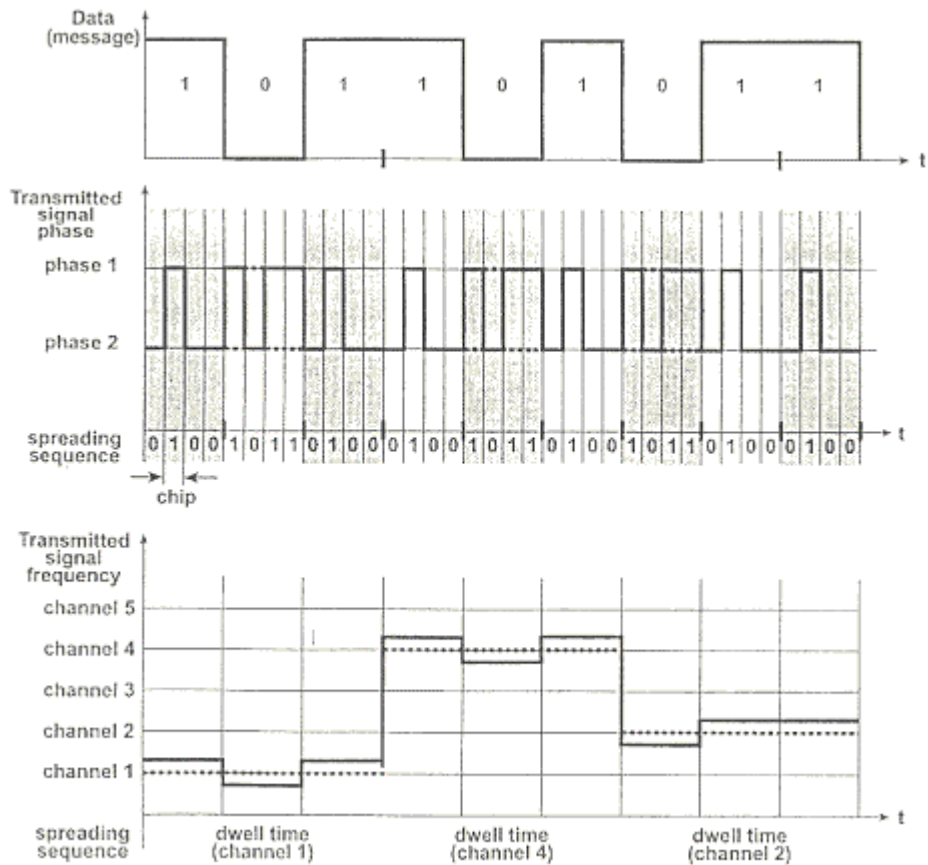 Data
(message)
1 0 1 1 0 1 0 1 1
t
Transmitted
signal
phase
phase 1
phase 2
spreading
sequence
0 1 0 0 1 0 1 1 0 1 0 0 0 1 0 0 1 0 1 1 0 1 0 0 1 0 1 1 0 1 0 0 0 1 0 0
t
chip
Transmitted
signal
frequency
channel 5
channel 4
channel 3
channel 2
channel 1
t
spreading
sequence
dwell time
(channel 1)
dwell time
(channel 4)
dwell time
(channel 2)